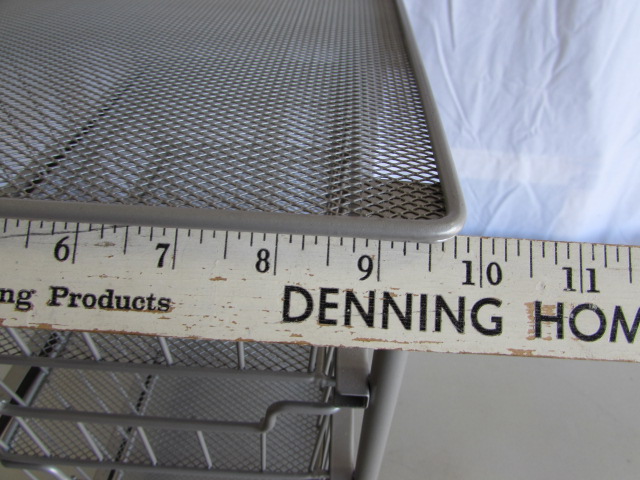 6 7 8 9 10 11
ng Products DENNING HOM